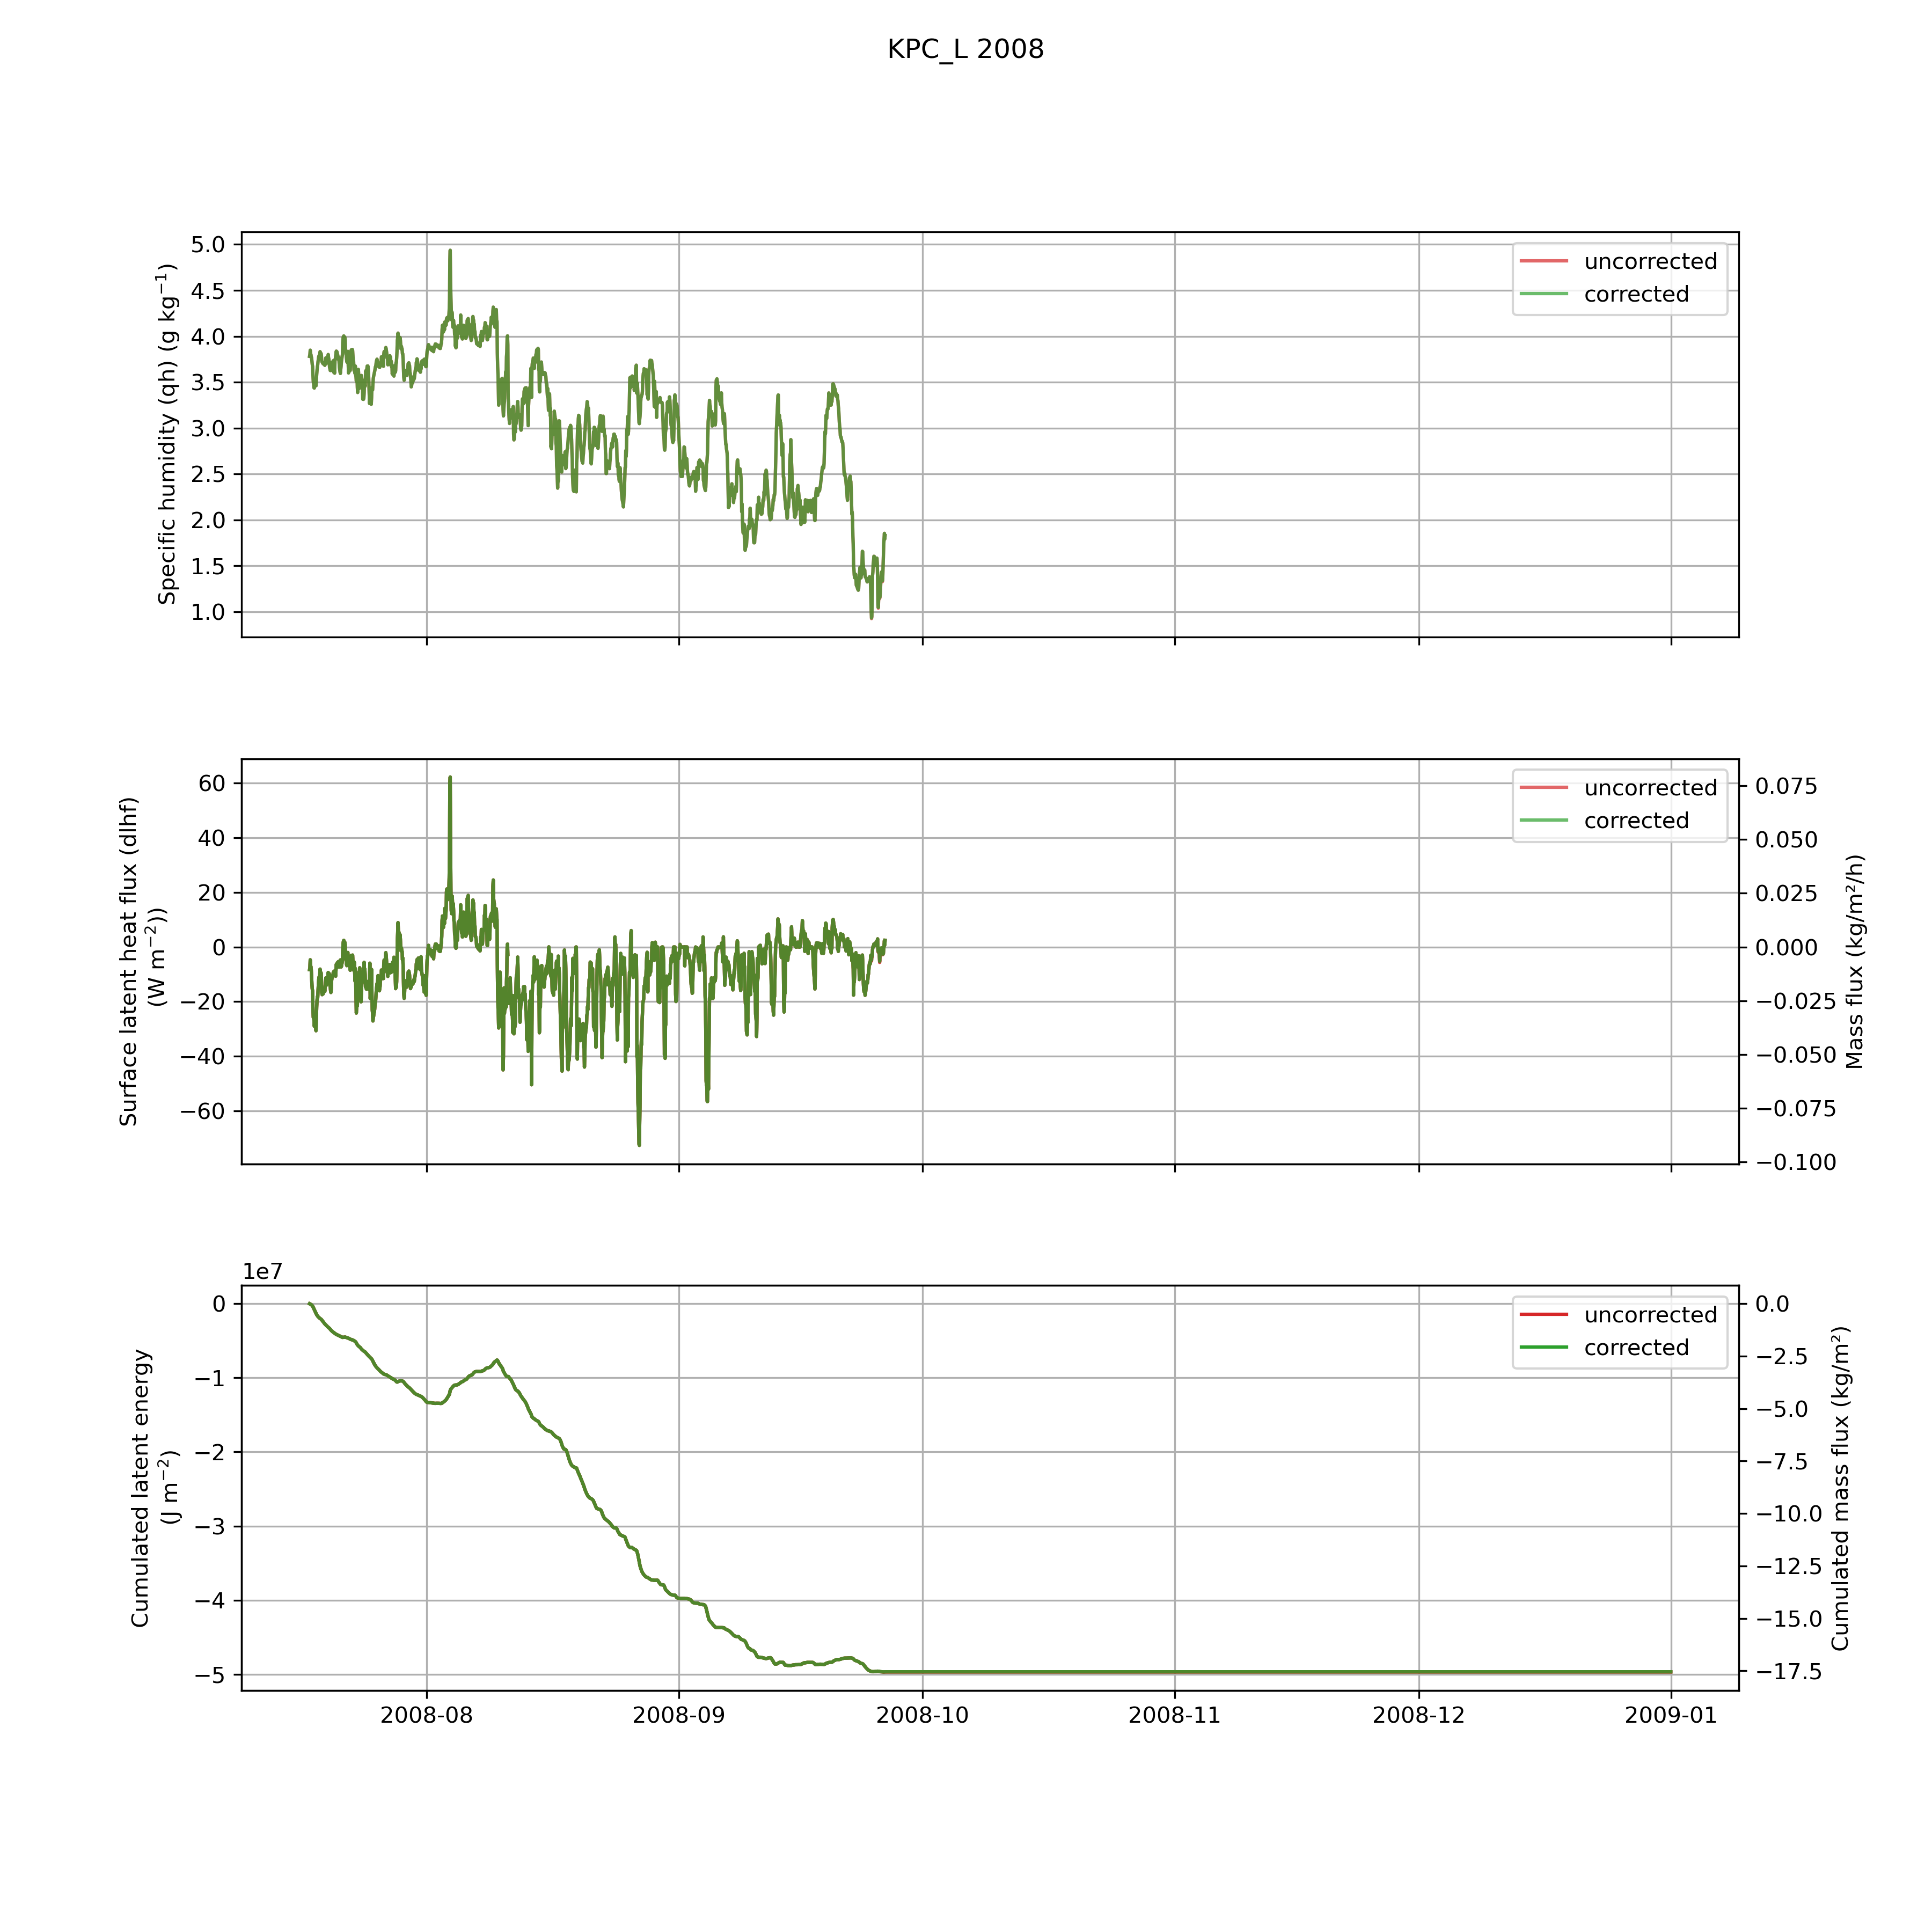 KPC_L 2008
Specific humidity (qh) (g kg⁻¹)
5.0
4.5
4.0
3.5
3.0
2.5
2.0
1.5
1.0
uncorrected
corrected
Surface latent heat flux (dlhf)
(W m⁻²))
60
40
20
0
−20
−40
−60
uncorrected
corrected
0.075
0.050
0.025
0.000
−0.025
−0.050
−0.075
−0.100
Mass flux (kg/m²/h)
1e7
Cumulated latent energy
(J m⁻²)
0
−1
−2
−3
−4
−5
uncorrected
corrected
0.0
−2.5
−5.0
−7.5
−10.0
−12.5
−15.0
−17.5
Cumulated mass flux (kg/m²)
2008-08 2008-09 2008-10 2008-11 2008-12 2009-01